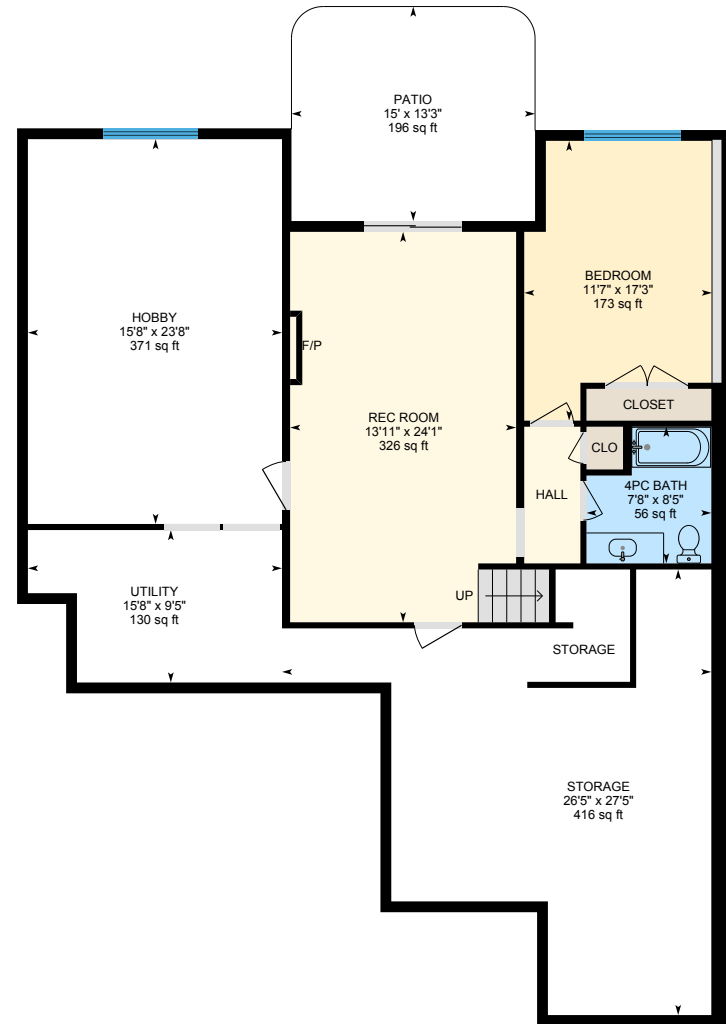 PATIO
15' x 13'3"
196 sq ft
HOBBY
15'8" x 23'8"
371 sq ft
F/P
BEDROOM
11'7" x 17'3"
173 sq ft
CLOSET
REC ROOM
13'11" x 24'1"
326 sq ft
CLO
HALL
4PC BATH
7'8" x 8'5"
56 sq ft
UTILITY
15'8" x 9'5"
130 sq ft
UP
STORAGE
STORAGE
26'5" x 27'5"
416 sq ft